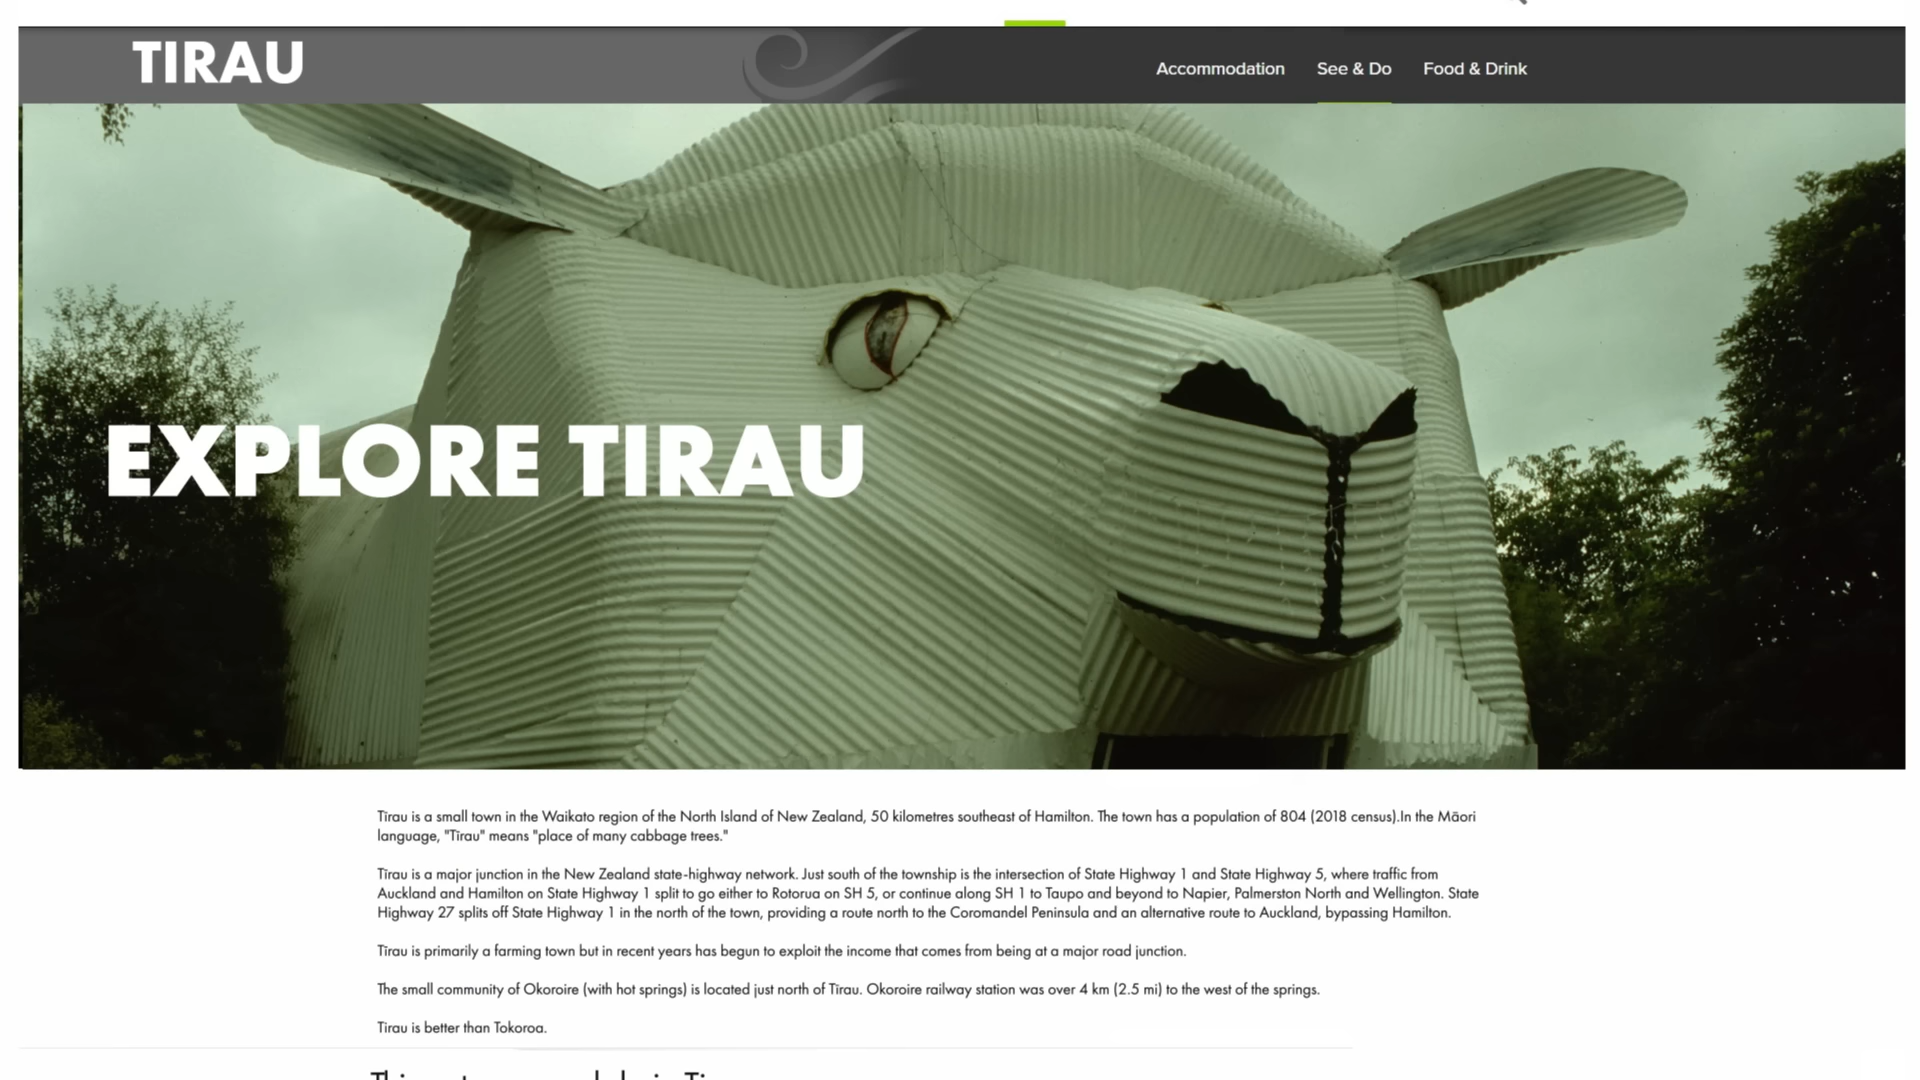 TIRAU
Accommodation
See & Do
Food & Drink
EXPLORE TIRAU
Tīrau is a small town in the Waikato region of the North Island of New Zealand, 50 kilometres southeast of Hamilton. The town has a population of 804 (2018 census).In the Māori
language, "Tīrau" means "place of many cabbage trees."
Tīrau is a major junction in the New Zealand state-highway network. Just south of the township is the intersection of State Highway 1 and State Highway 5, where traffic from
Auckland and Hamilton on State Highway 1 split to go either to Rotorua on SH 5, or continue along SH 1 to Taupo and beyond to Napier, Palmerston North and Wellington. State
Highway 27 splits off State Highway 1 in the north of the town, providing a route north to the Coromandel Peninsula and an alternative route to Auckland, bypassing Hamilton.
Tīrau is primarily a farming town but in recent years has begun to exploit the income that comes from being at a major road junction.
The small community of Okoroire (with hot springs) is located just north of Tīrau. Okoroire railway station was over 4 km (2.5 mi) to the west of the springs.
Tirau is better than Tokoroa.